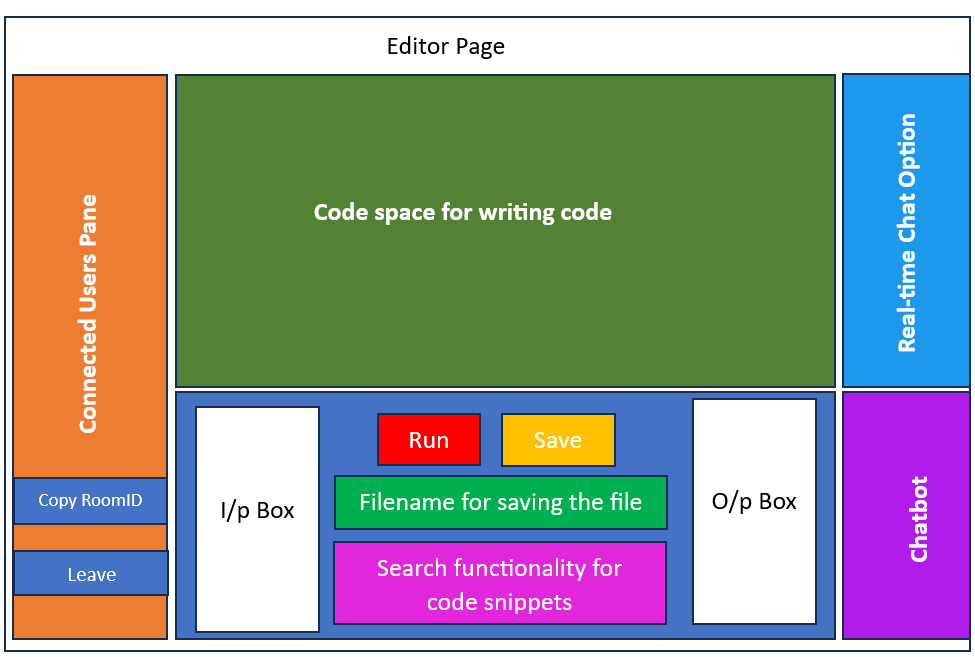 Editor Page
Connected Users Pane
Copy RoomID
Leave
Code space for writing code
I/p Box
Run
Save
Filename for saving the file
Search functionality for
code snippets
O/p Box
Real-time Chat Option
Chatbot